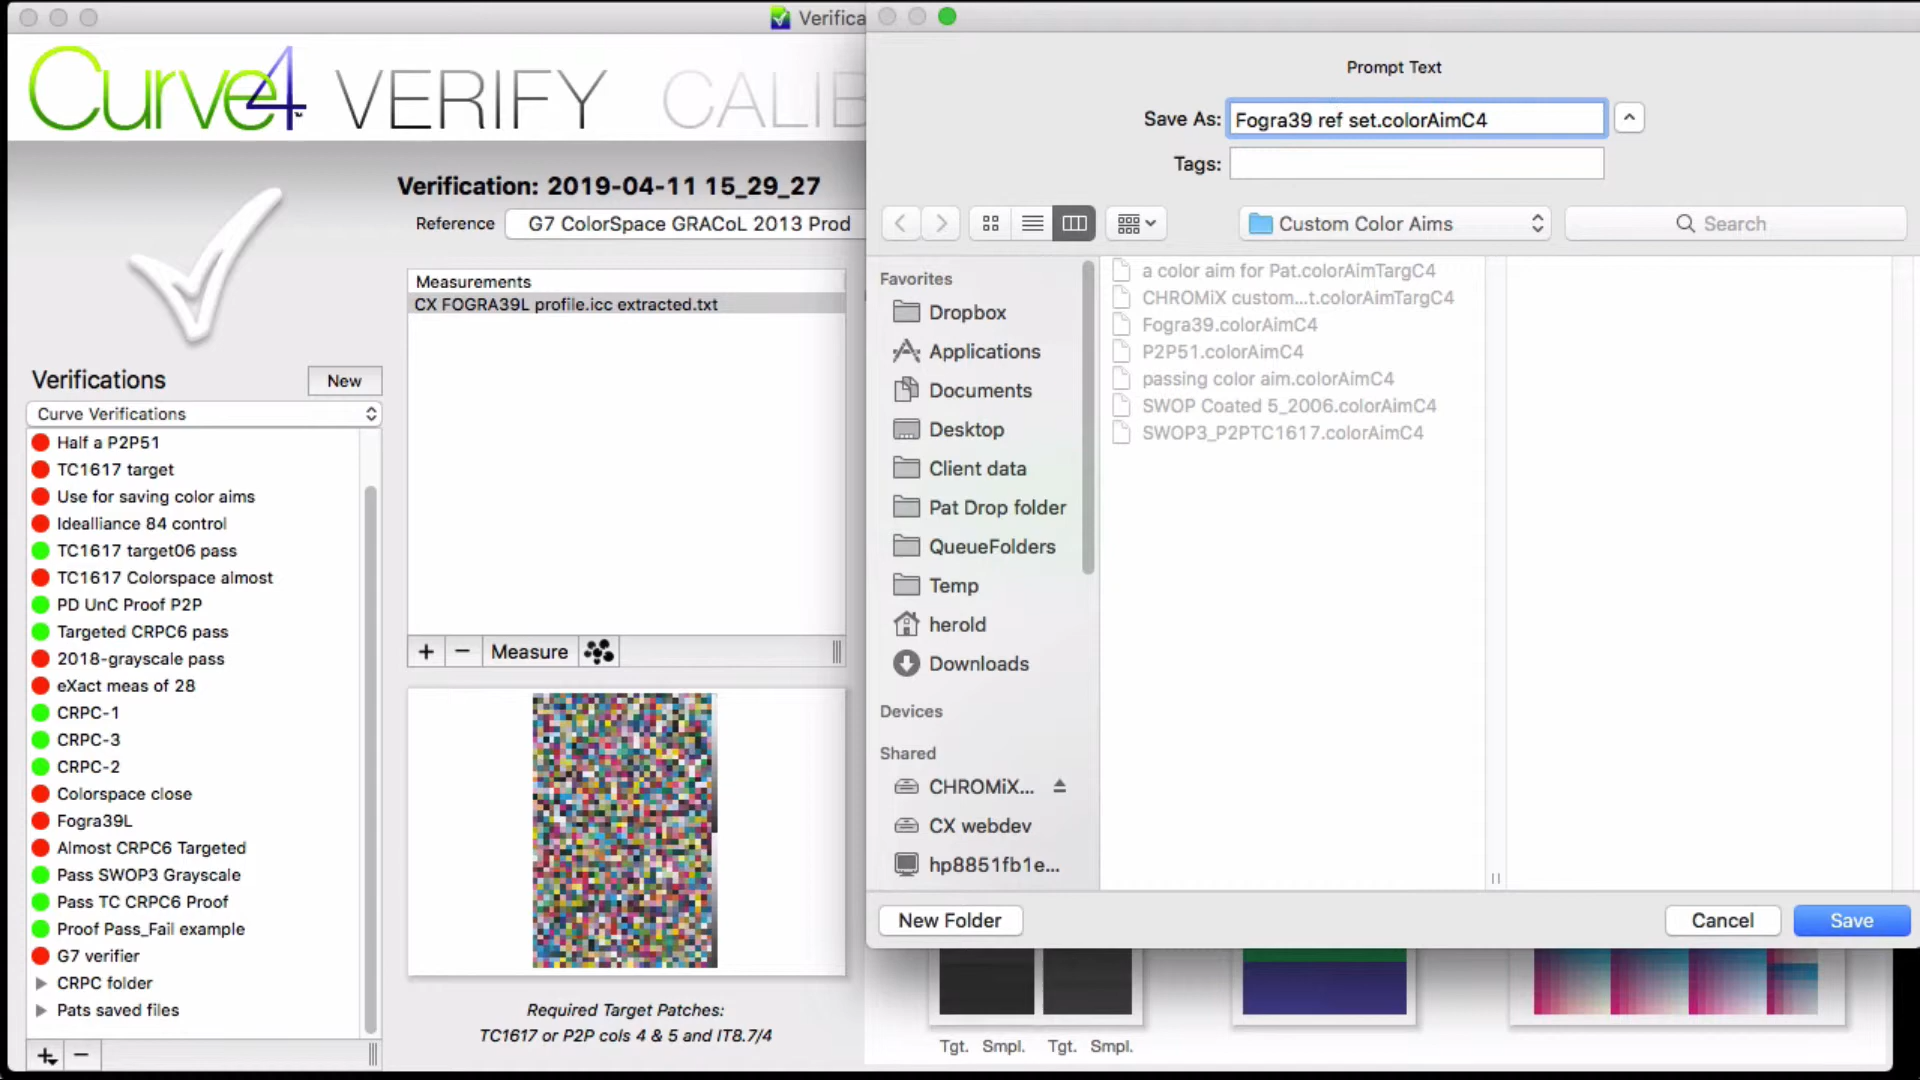 Verifica
Curve4™ VERIFY CALIB
Verification: 2019-04-11 15_29_27
Reference G7 ColorSpace GRACoL 2013 Prod
Measurements
CX FOGRA39L profile.icc extracted.txt
+ − Measure
Required Target Patches:
TC1617 or P2P cols 4 & 5 and IT8.7/4
Verifications New
Curve Verifications
Half a P2P51
TC1617 target
Use for saving color aims
Idealliance 84 control
TC1617 target06 pass
TC1617 Colorspace almost
PD UnC Proof P2P
Targeted CRPC6 pass
2018-grayscale pass
eXact meas of 28
CRPC-1
CRPC-3
CRPC-2
Colorspace close
Fogra39L
Almost CRPC6 Targeted
Pass SWOP3 Grayscale
Pass TC CRPC6 Proof
Proof Pass_Fail example
G7 verifier
CRPC folder
Pats saved files
Prompt Text
Save As: Fogra39 ref set.colorAimC4
Tags:
Custom Color Aims
Search
Favorites
Dropbox
Applications
Documents
Desktop
Client data
Pat Drop folder
QueueFolders
Temp
herold
Downloads
Devices
Shared
CHROMiX...
CX webdev
hp8851fb1e...
a color aim for Pat.colorAimTargC4
CHROMiX custom...t.colorAimTargC4
Fogra39.colorAimC4
P2P51.colorAimC4
passing color aim.colorAimC4
SWOP Coated 5_2006.colorAimC4
SWOP3_P2PTC1617.colorAimC4
New Folder Cancel Save
Tgt. Smpl. Tgt. Smpl.